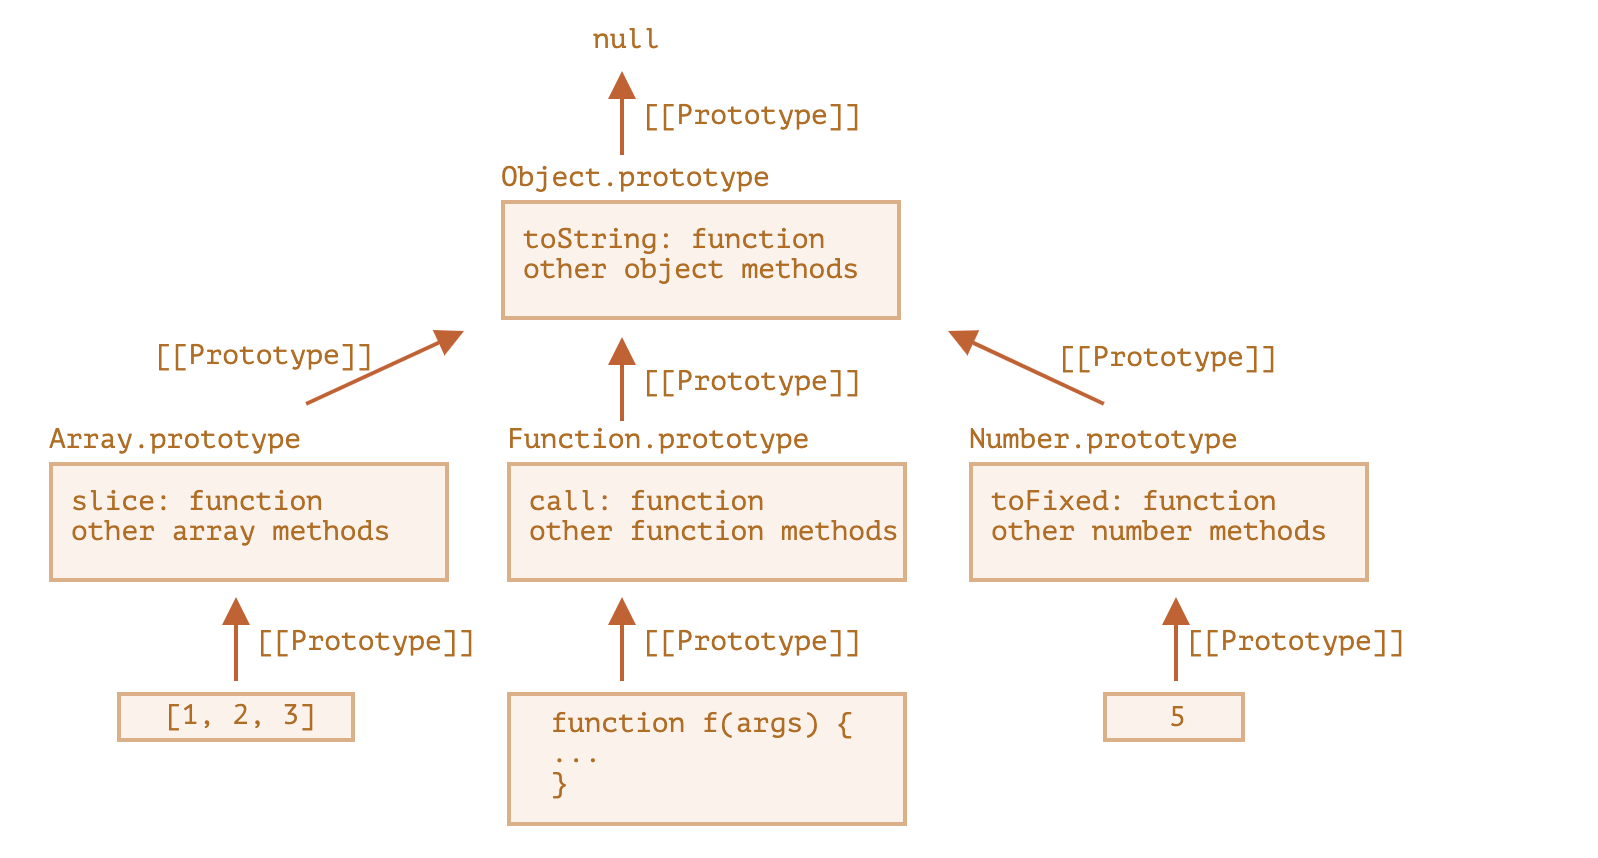 null
[[Prototype]]
Object.prototype
toString: function
other object methods
[[Prototype]]
[[Prototype]]
[[Prototype]]
Array.prototype
slice: function
other array methods
Function.prototype
call: function
other function methods
Number.prototype
toFixed: function
other number methods
[[Prototype]]
[[Prototype]]
[[Prototype]]
[1, 2, 3]
function f(args) {
...
}
5